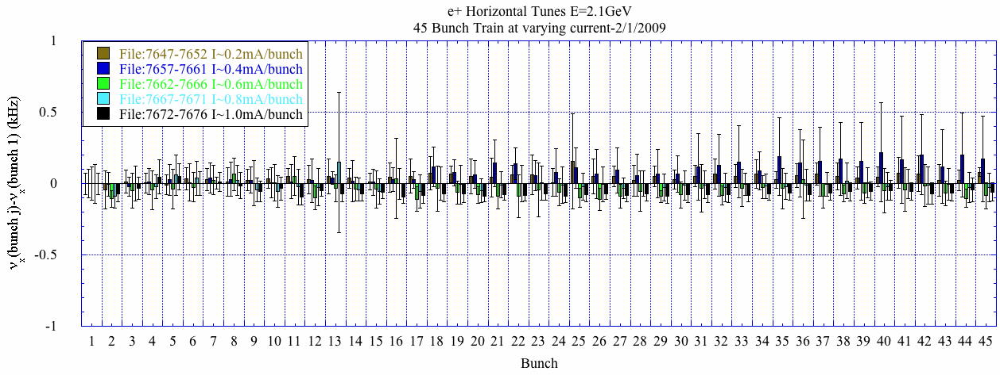 e+ Horizontal Tunes E=2.1GeV
45 Bunch Train at varying current-2/1/2009
File:7647-7652 I~0.2mA/bunch
File:7657-7661 I~0.4mA/bunch
File:7662-7666 I~0.6mA/bunch
File:7667-7671 I~0.8mA/bunch
File:7672-7676 I~1.0mA/bunch
1
0.5
0
-0.5
-1
ν_x(bunch j)-ν_x(bunch 1) (kHz)
1 2 3 4 5 6 7 8 9 10 11 12 13 14 15 16 17 18 19 20 21 22 23 24 25 26 27 28 29 30 31 32 33 34 35 36 37 38 39 40 41 42 43 44 45
Bunch